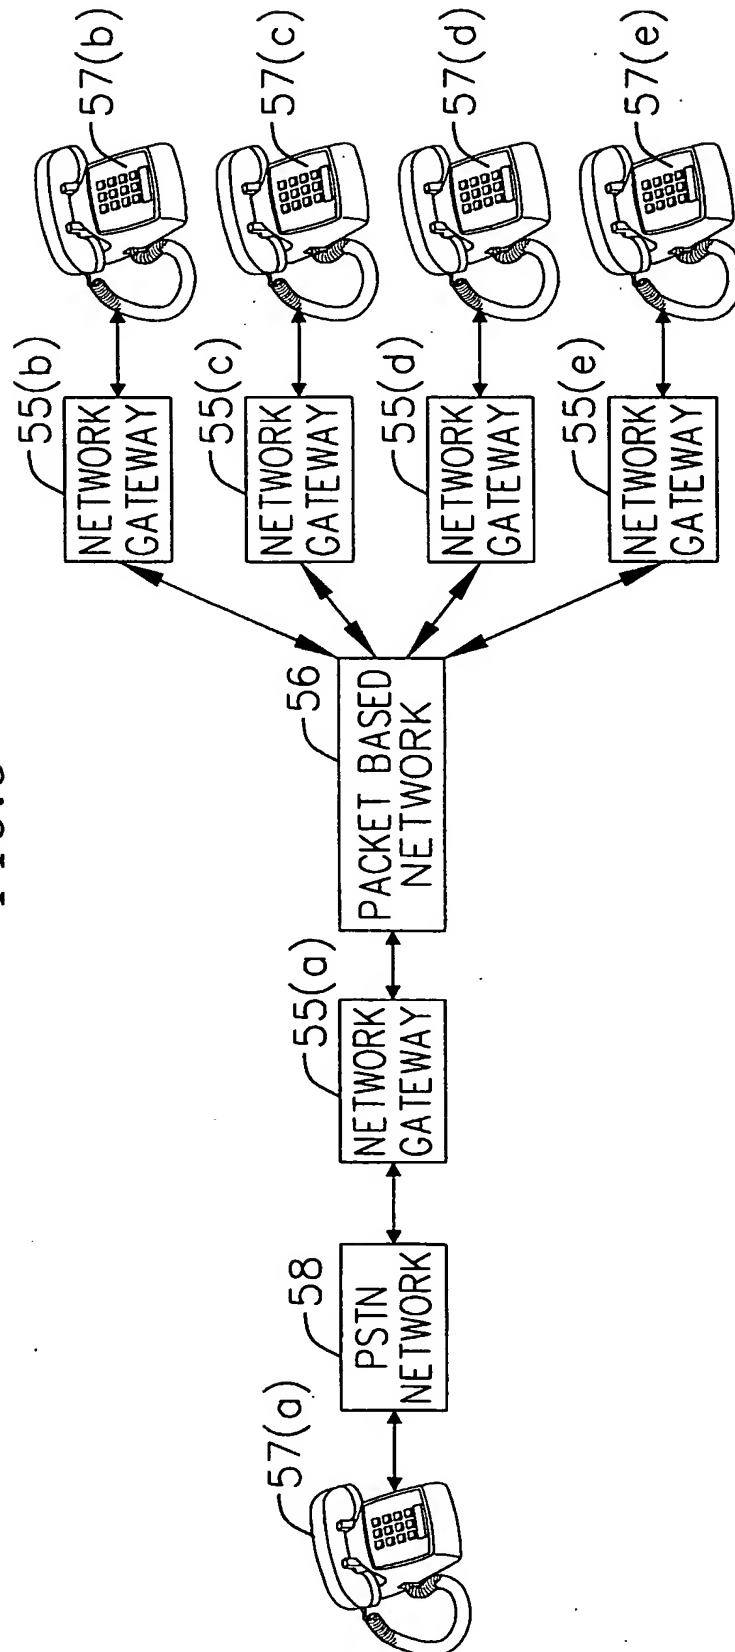 57(b)
57(c)
57(d)
57(e)
55(b)
NETWORK
GATEWAY
55(c)
NETWORK
GATEWAY
55(d)
NETWORK
GATEWAY
55(e)
NETWORK
GATEWAY
56
PACKET BASED
NETWORK
55(a)
NETWORK
GATEWAY
58
PSTN
NETWORK
57(a)